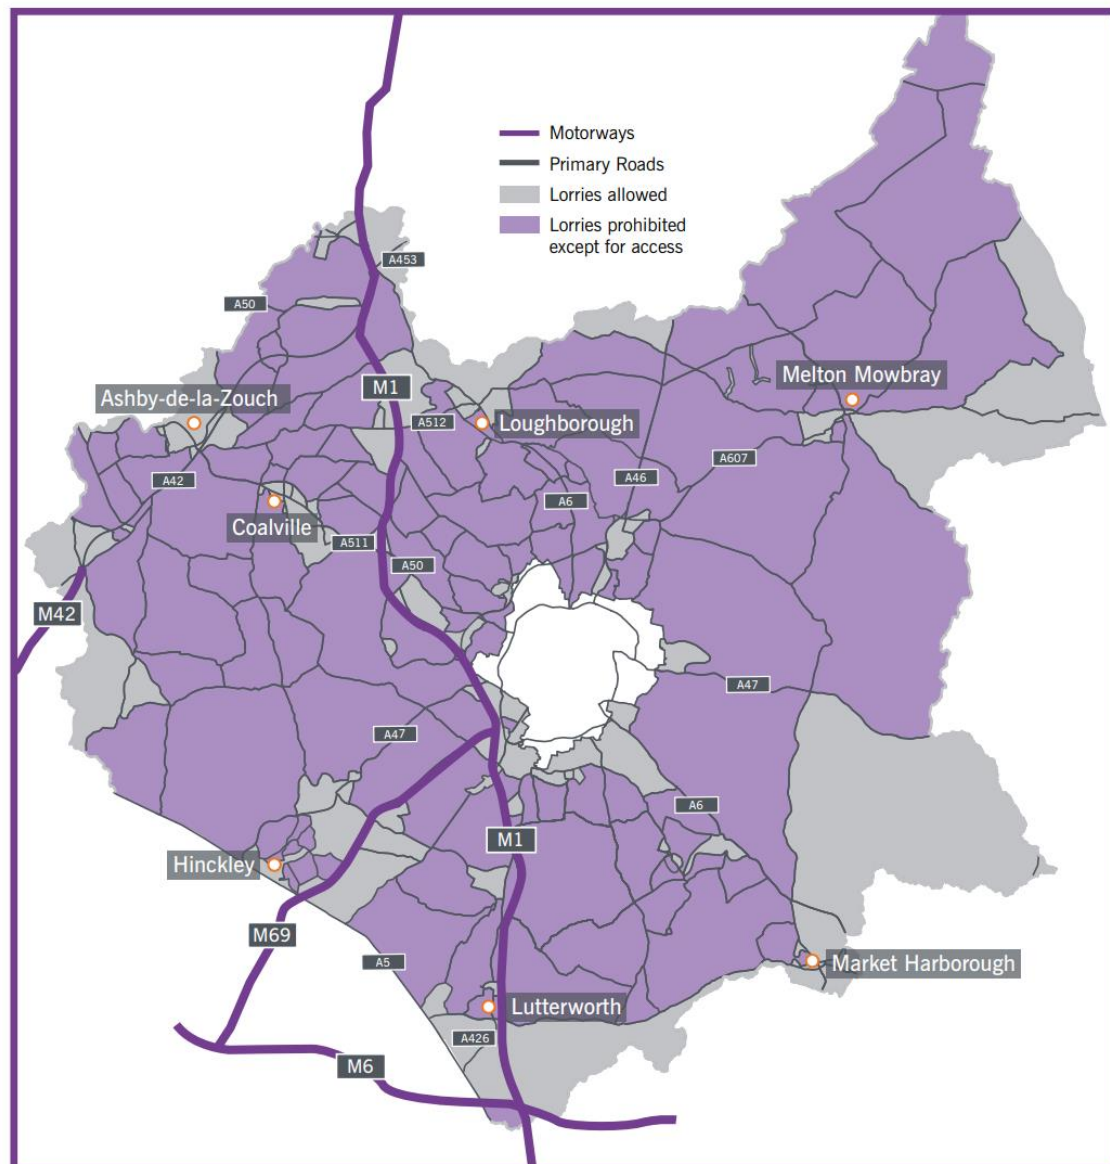 Motorways
Primary Roads
Lorries allowed
Lorries prohibited
except for access
A453
A50
M1
Melton Mowbray
Ashby-de-la-Zouch
A512
Loughborough
A607
A42
A46
A6
Coalville
A511
A50
M42
A47
A47
A6
M1
Hinckley
M69
A5
Market Harborough
Lutterworth
A426
M6